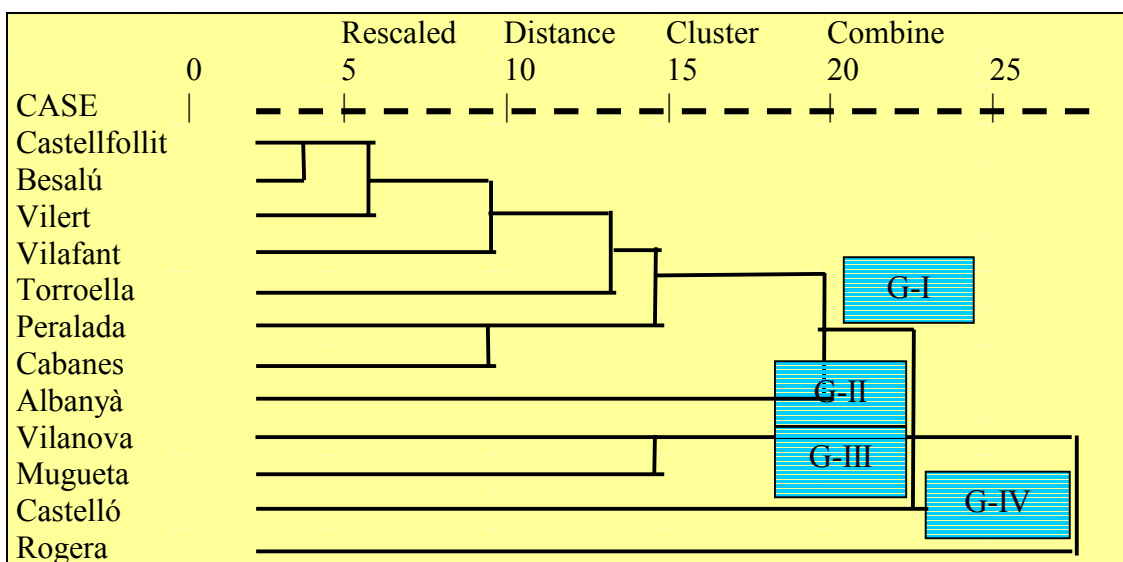 Rescaled Distance Cluster Combine
0 5 10 15 20 25
CASE
Castellfollit
Besalú
Vilert
Vilafant
Torroella
G-I
Peralada
Cabanes
Albanyà
G-II
Vilanova
G-III
Mugueta
Castelló
G-IV
Rogera